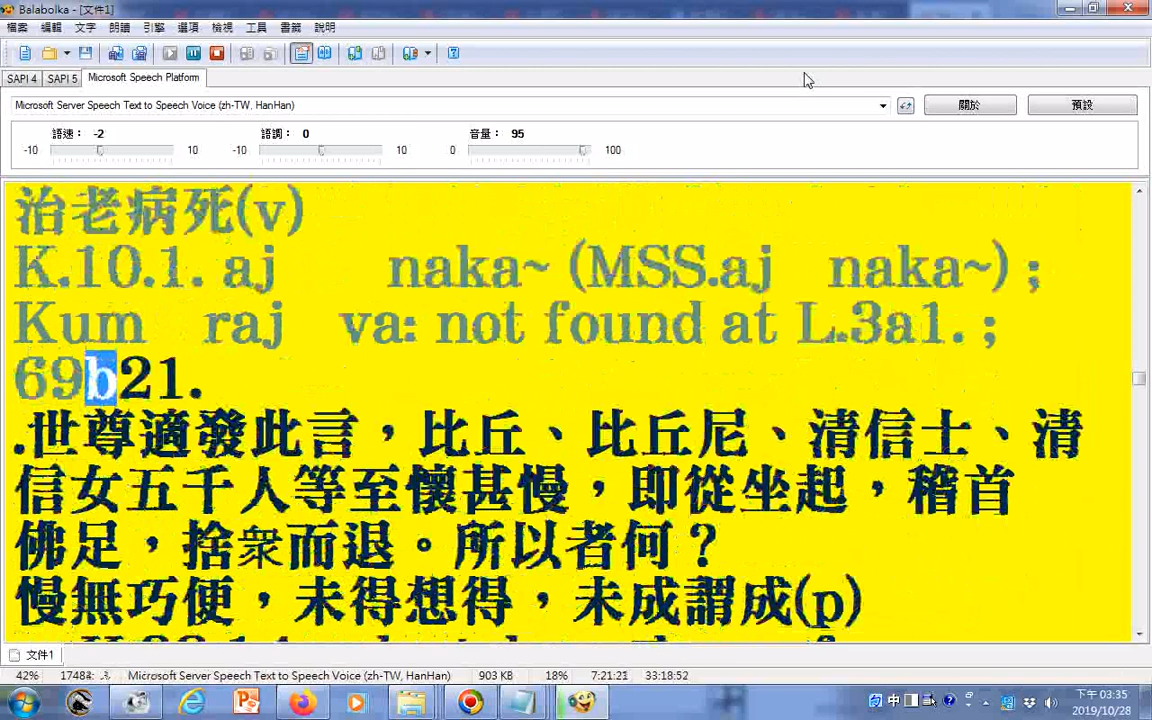 Balabolka - [文件1]
檔案 編輯 文字 朗讀 引擎 選項 檢視 工具 書籤 說明
SAPI 4 SAPI 5 Microsoft Speech Platform
Microsoft Server Speech Text to Speech Voice (zh-TW, HanHan) 關於 預設
語速： -2 語調： 0 音量： 95
-10 10 -10 10 0 100
治老病死(v)
K.10.1. aj naka~ (MSS.aj naka~) ;
Kum raj va: not found at L.3a1. ;
69b21.
.世尊適發此言，比丘、比丘尼、清信士、清
信女五千人等至懷甚慢，即從坐起，稽首
佛足，捨衆而退。所以者何？
慢無巧便，未得想得，未成謂成(p)
文件1
42% Microsoft Server Speech Text to Speech Voice (zh-TW, HanHan) 903 KB 18% 7:21:21 33:18:52
中
下午 03:35
2019/10/28